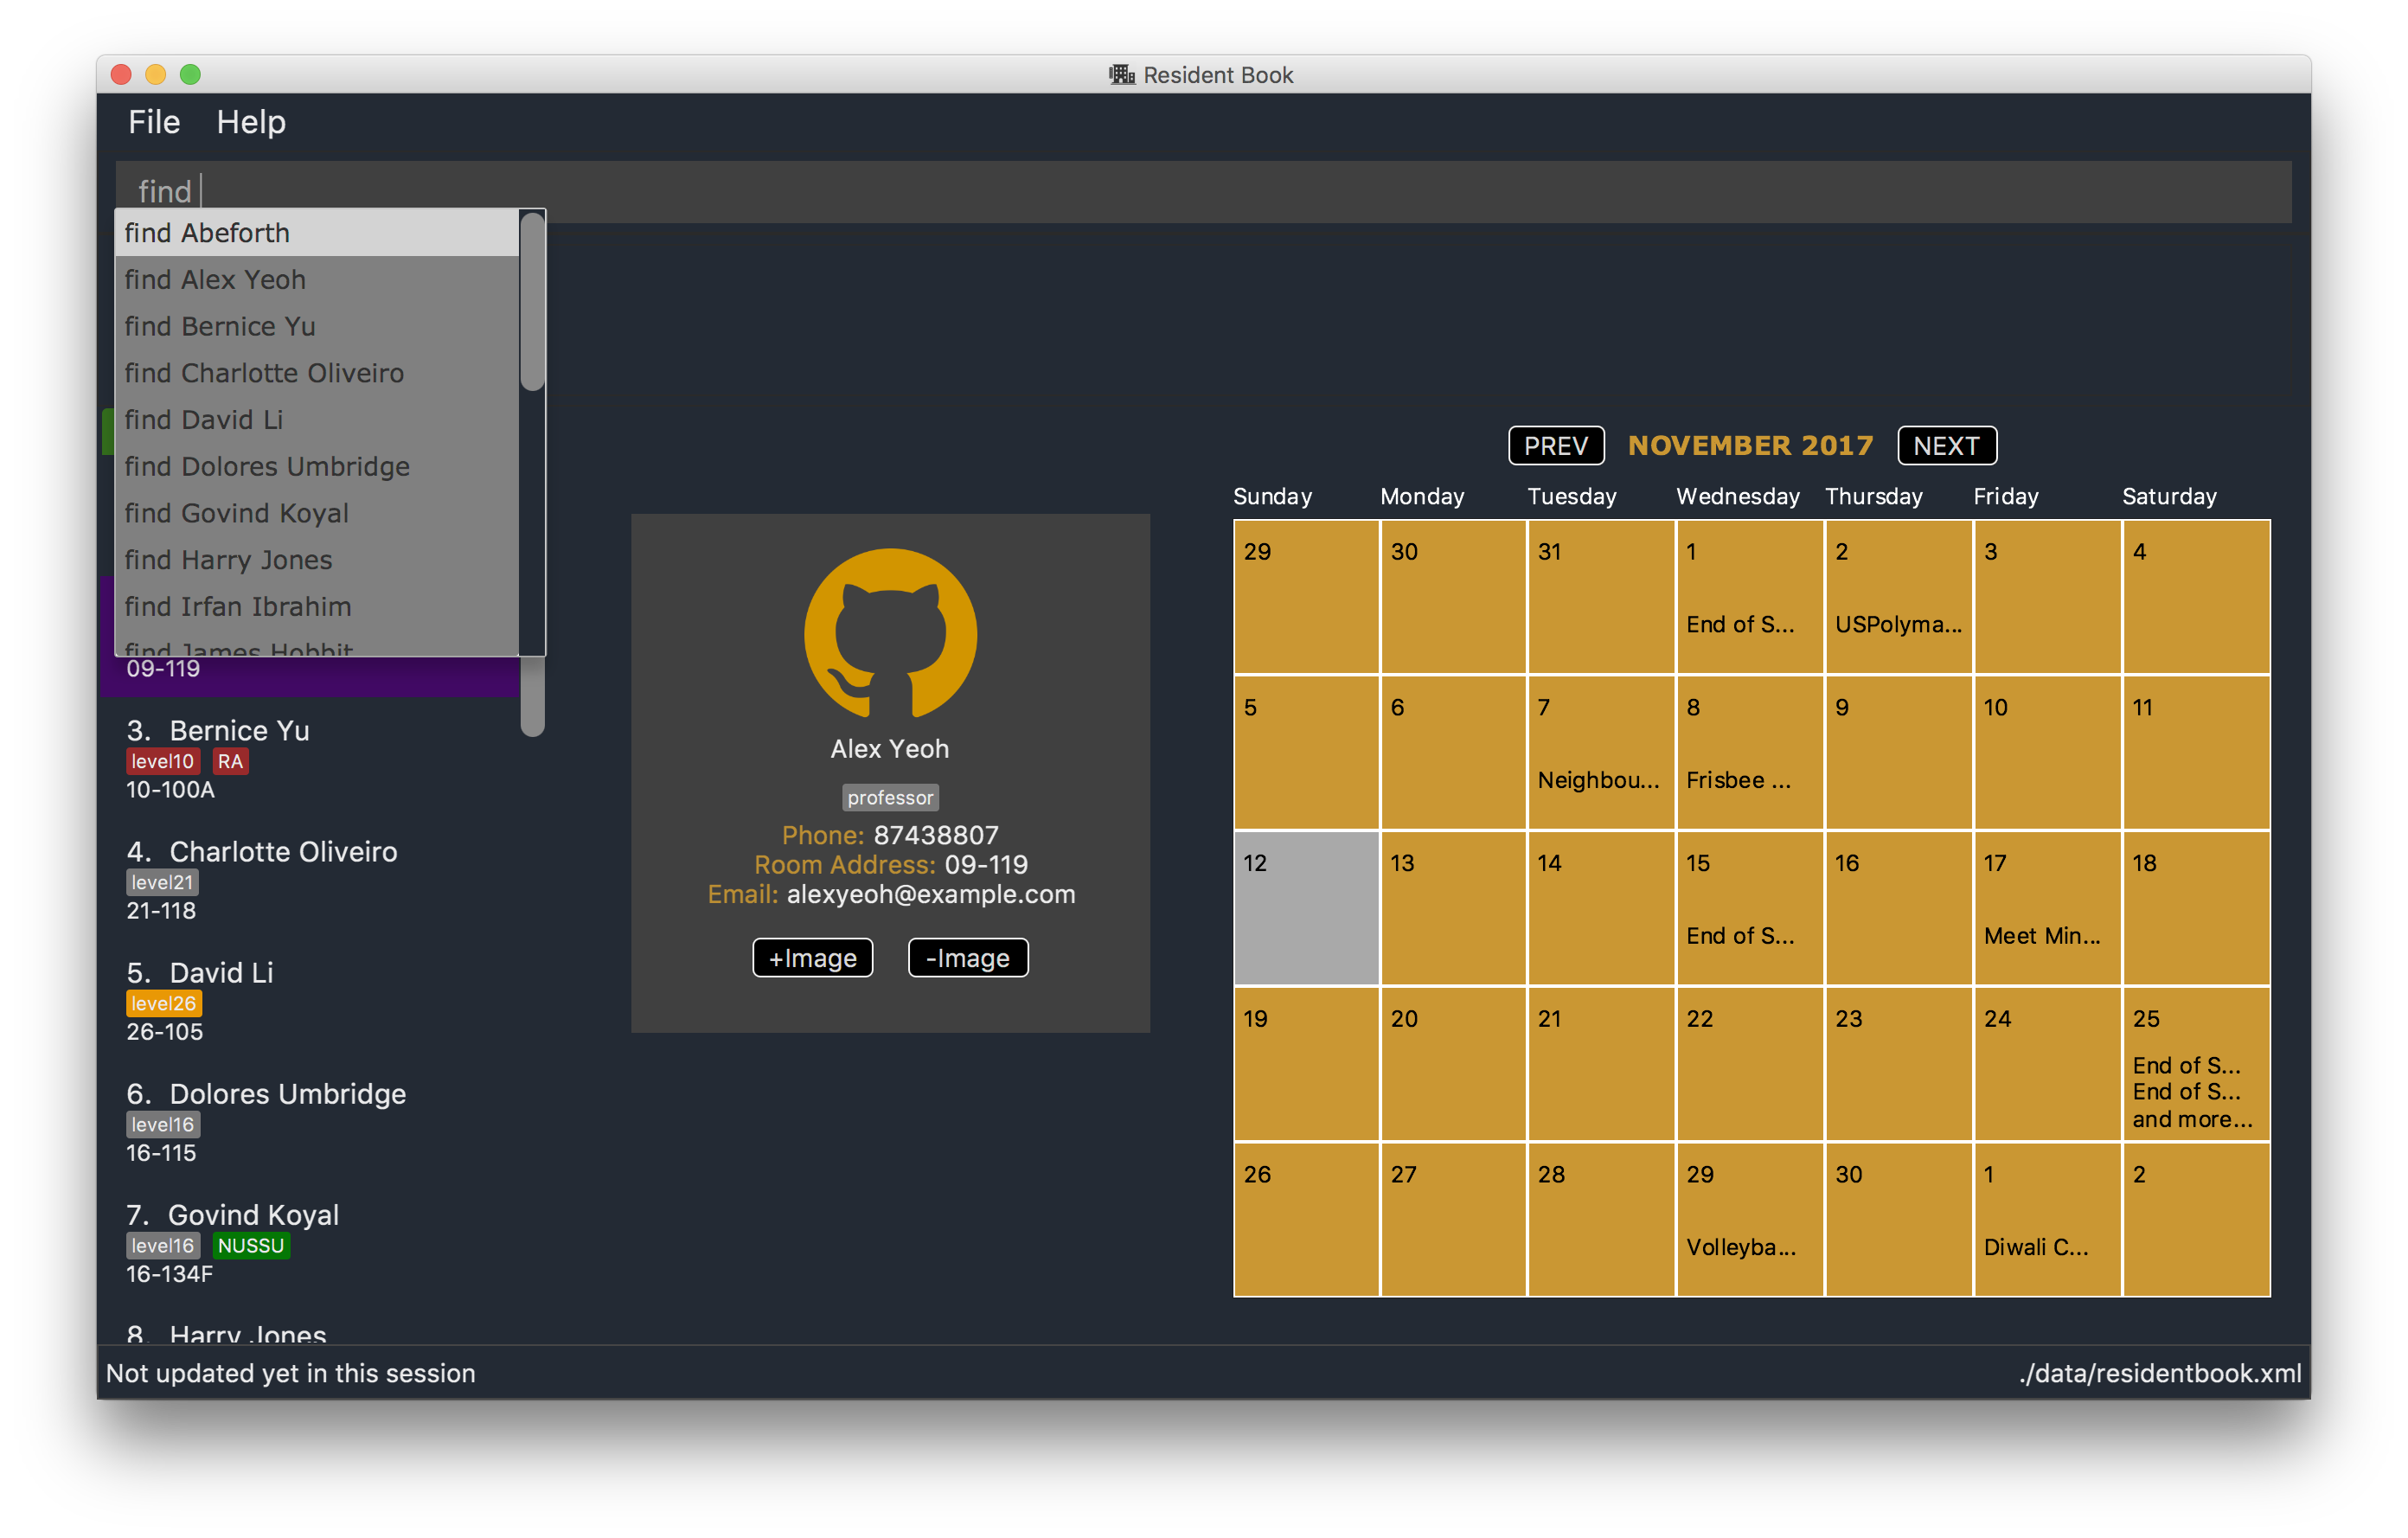 Resident Book
File Help
find
find Abeforth
find Alex Yeoh
find Bernice Yu
find Charlotte Oliveiro
find David Li
find Dolores Umbridge
find Govind Koyal
find Harry Jones
find Irfan Ibrahim
find James Hobbit
09-119
3. Bernice Yu
level10 RA
10-100A
4. Charlotte Oliveiro
level21
21-118
5. David Li
level26
26-105
6. Dolores Umbridge
level16
16-115
7. Govind Koyal
level16 NUSSU
16-134F
8. Harry Jones
Alex Yeoh
professor
Phone: 87438807
Room Address: 09-119
Email: alexyeoh@example.com
+Image -Image
PREV NOVEMBER 2017 NEXT
Sunday Monday Tuesday Wednesday Thursday Friday Saturday
29 30 31 1 2 3 4
End of S... USPolyma...
5 6 7 8 9 10 11
Neighbou... Frisbee ...
12 13 14 15 16 17 18
End of S... Meet Min...
19 20 21 22 23 24 25
End of S...
End of S...
and more...
26 27 28 29 30 1 2
Volleyba... Diwali C...
Not updated yet in this session ./data/residentbook.xml